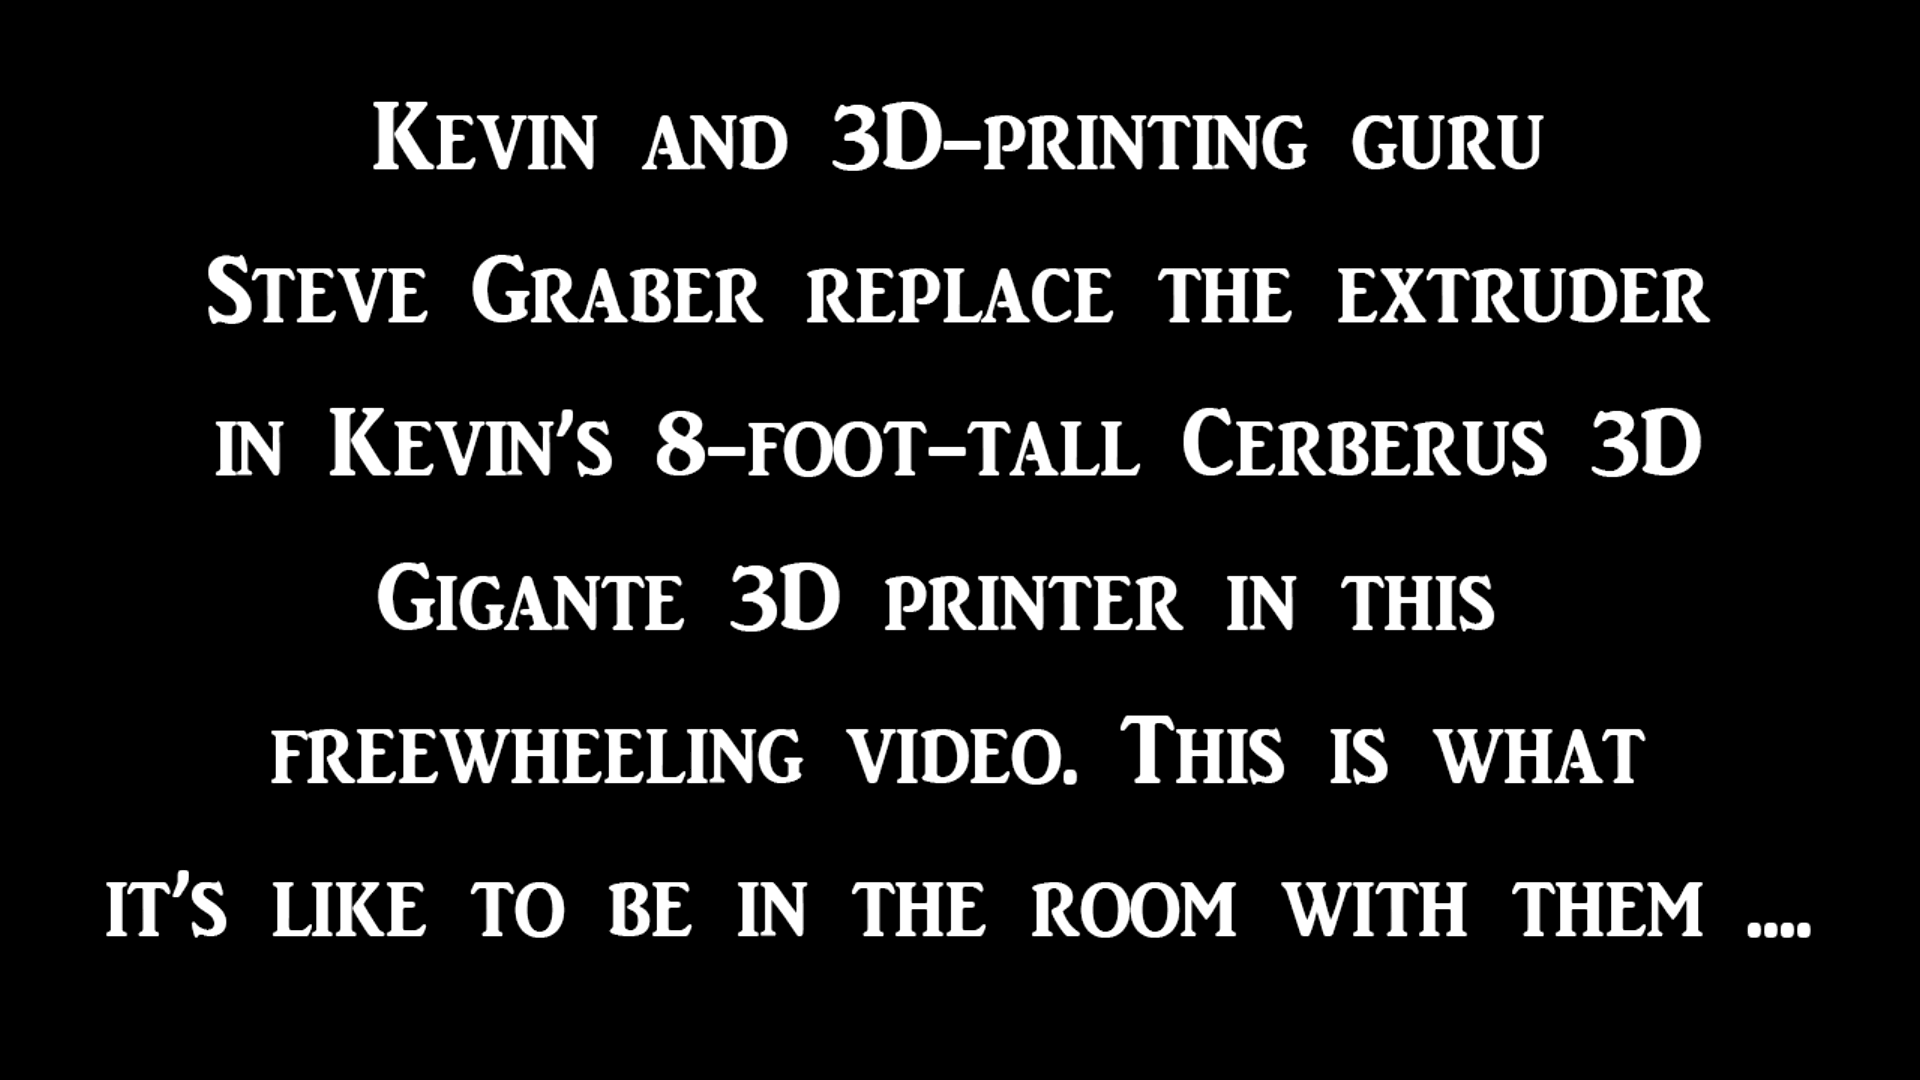 Kevin and 3D-printing guru
Steve Graber replace the extruder
in Kevin's 8-foot-tall Cerberus 3D
Gigante 3D printer in this
freewheeling video. This is what
it's like to be in the room with them ....